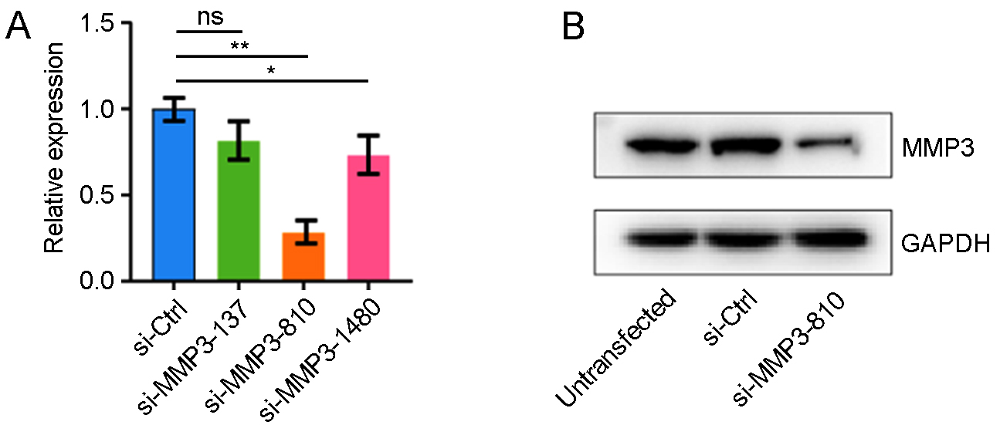 A
Relative expression
1.5
1.0
0.5
0.0
ns
**
*
si-Ctrl
si-MMP3-137
si-MMP3-810
si-MMP3-1480
B
MMP3
GAPDH
Untransfected
si-Ctrl
si-MMP3-810